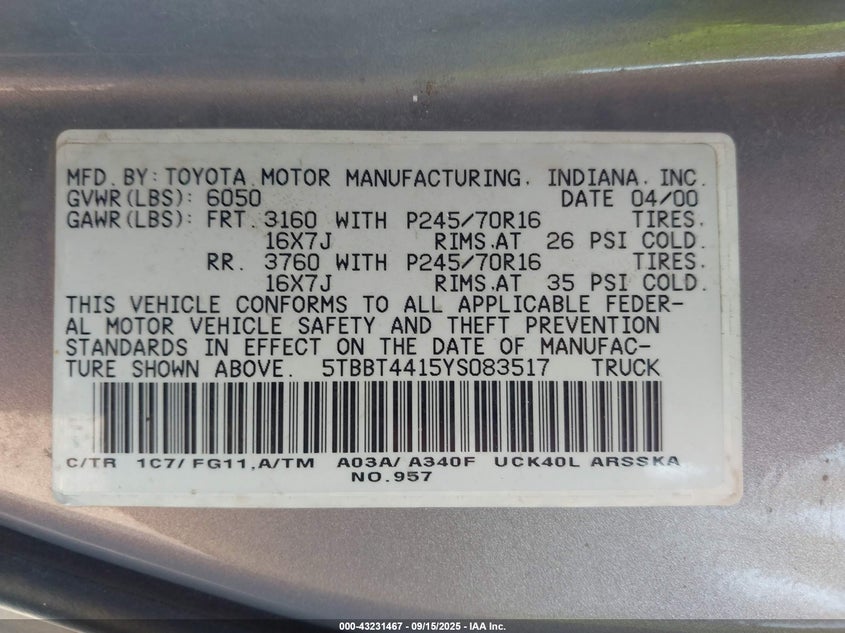 MFD. BY: TOYOTA MOTOR MANUFACTURING, INDIANA, INC.
GVWR(LBS): 6050 DATE 04/00
GAWR(LBS): FRT. 3160 WITH P245/70R16 TIRES,
16X7J RIMS,AT 26 PSI COLD.
RR. 3760 WITH P245/70R16 TIRES,
16X7J RIMS,AT 35 PSI COLD.
THIS VEHICLE CONFORMS TO ALL APPLICABLE FEDER-
AL MOTOR VEHICLE SAFETY AND THEFT PREVENTION
STANDARDS IN EFFECT ON THE DATE OF MANUFAC-
TURE SHOWN ABOVE. 5TBBT4415YS083517 TRUCK
C/TR 1C7/ FG11,A/TM A03A/ A340F UCK40L ARSSKA
NO.957
000-43231467 - 09/15/2025 - IAA Inc.